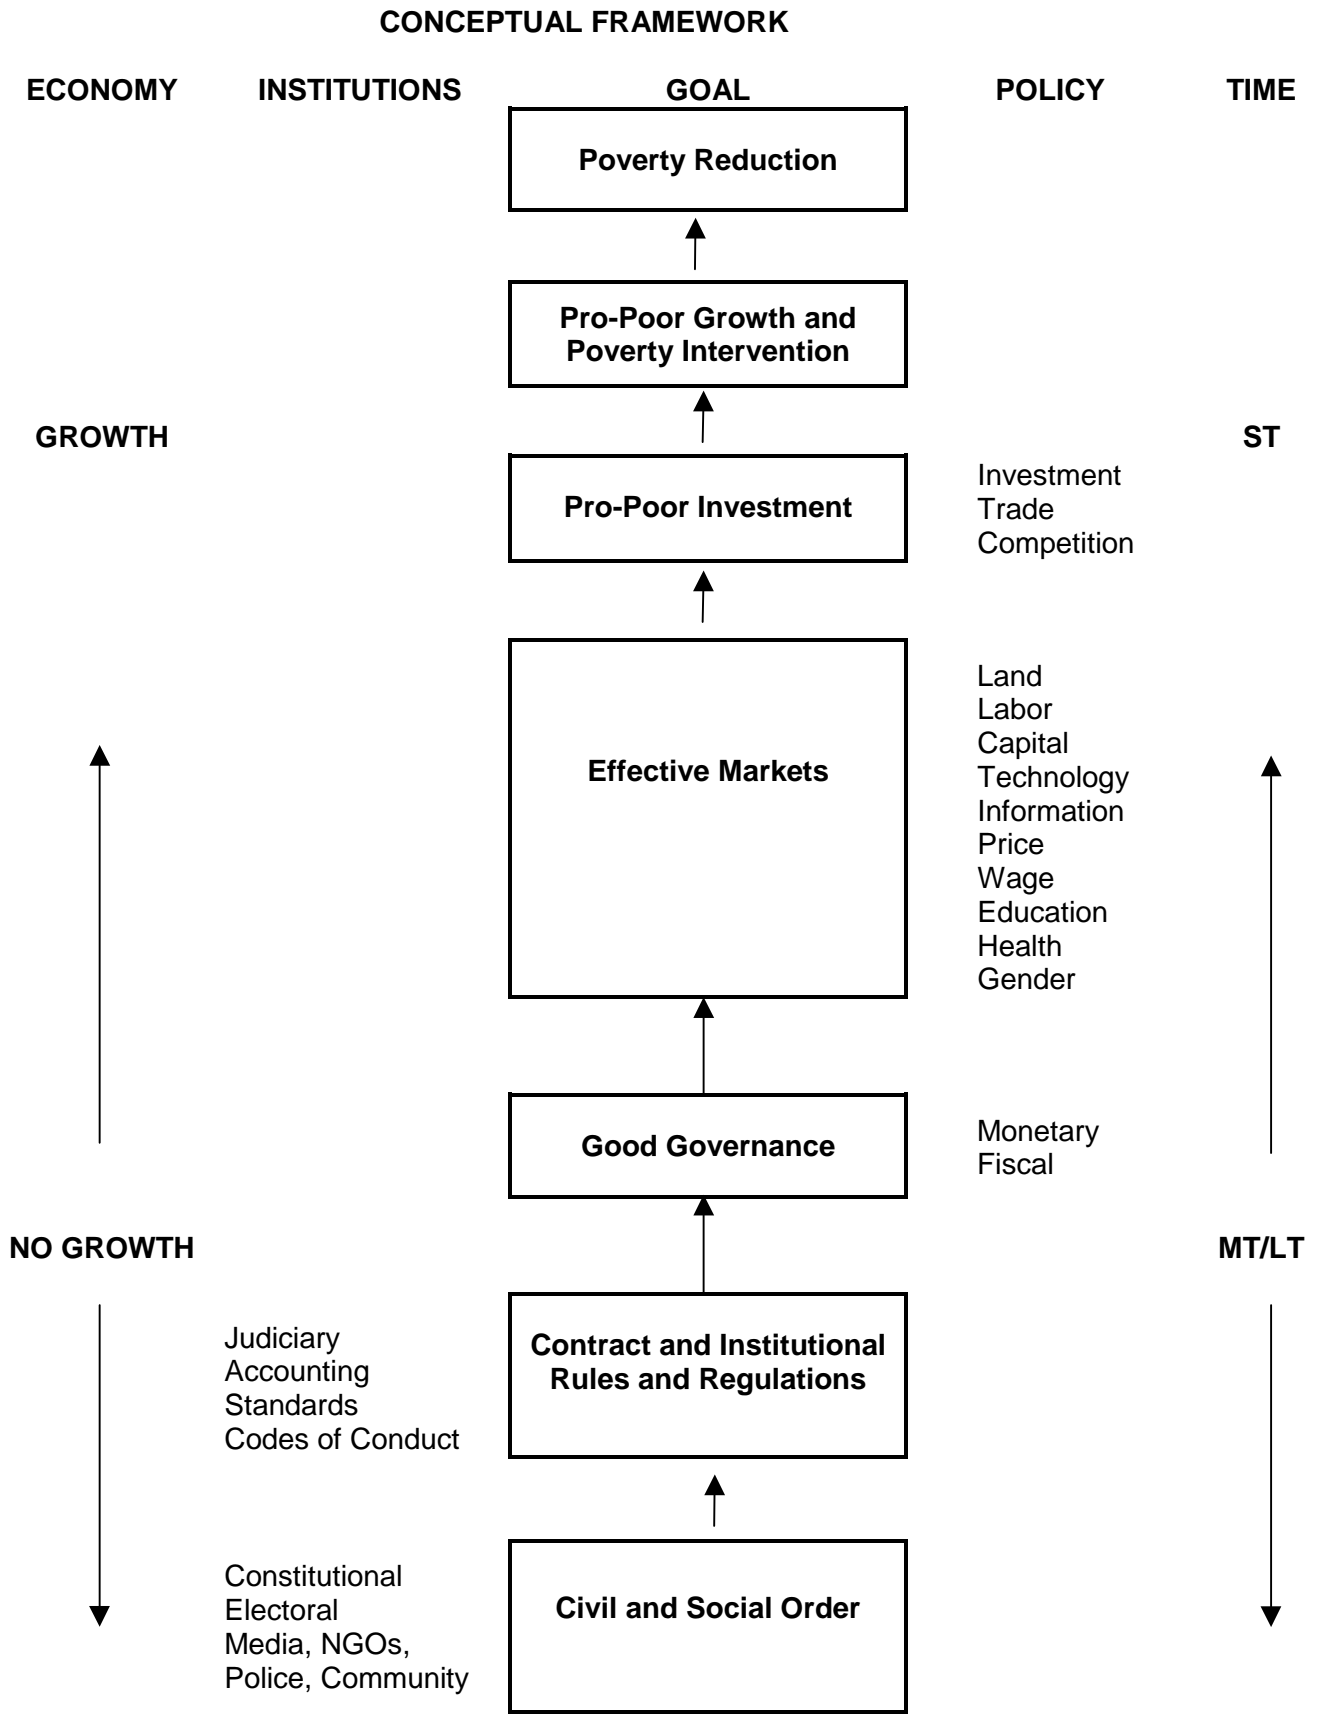 CONCEPTUAL FRAMEWORK
ECONOMY INSTITUTIONS GOAL POLICY TIME
Poverty Reduction
Pro-Poor Growth and
Poverty Intervention
GROWTH ST
Pro-Poor Investment
Investment
Trade
Competition
Effective Markets
Land
Labor
Capital
Technology
Information
Price
Wage
Education
Health
Gender
Good Governance
Monetary
Fiscal
NO GROWTH MT/LT
Judiciary
Accounting
Standards
Codes of Conduct
Contract and Institutional
Rules and Regulations
Constitutional
Electoral
Media, NGOs,
Police, Community
Civil and Social Order